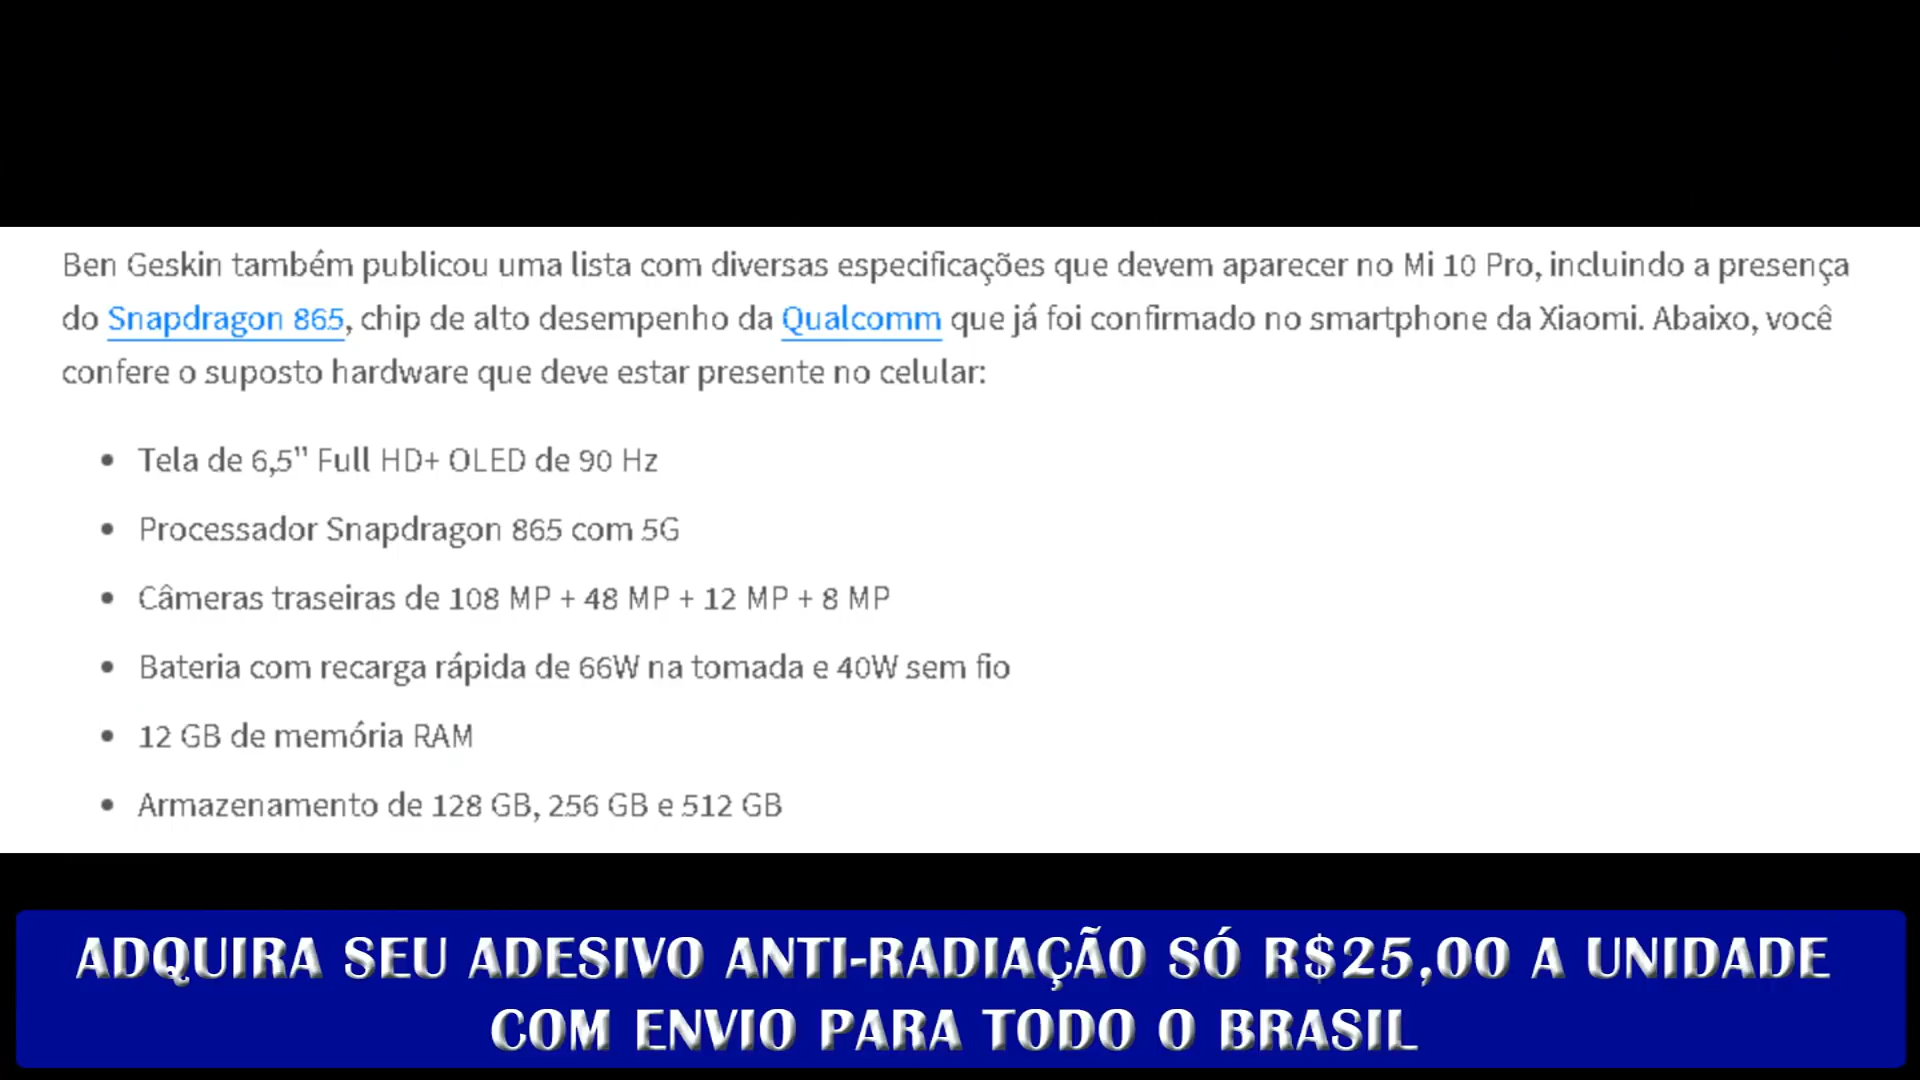 Ben Geskin também publicou uma lista com diversas especificações que devem aparecer no Mi 10 Pro, incluindo a presença
do Snapdragon 865, chip de alto desempenho da Qualcomm que já foi confirmado no smartphone da Xiaomi. Abaixo, você
confere o suposto hardware que deve estar presente no celular:
• Tela de 6,5" Full HD+ OLED de 90 Hz
• Processador Snapdragon 865 com 5G
• Câmeras traseiras de 108 MP + 48 MP + 12 MP + 8 MP
• Bateria com recarga rápida de 66W na tomada e 40W sem fio
• 12 GB de memória RAM
• Armazenamento de 128 GB, 256 GB e 512 GB
ADQUIRA SEU ADESIVO ANTI-RADIAÇÃO SÓ R$25,00 A UNIDADE
COM ENVIO PARA TODO O BRASIL